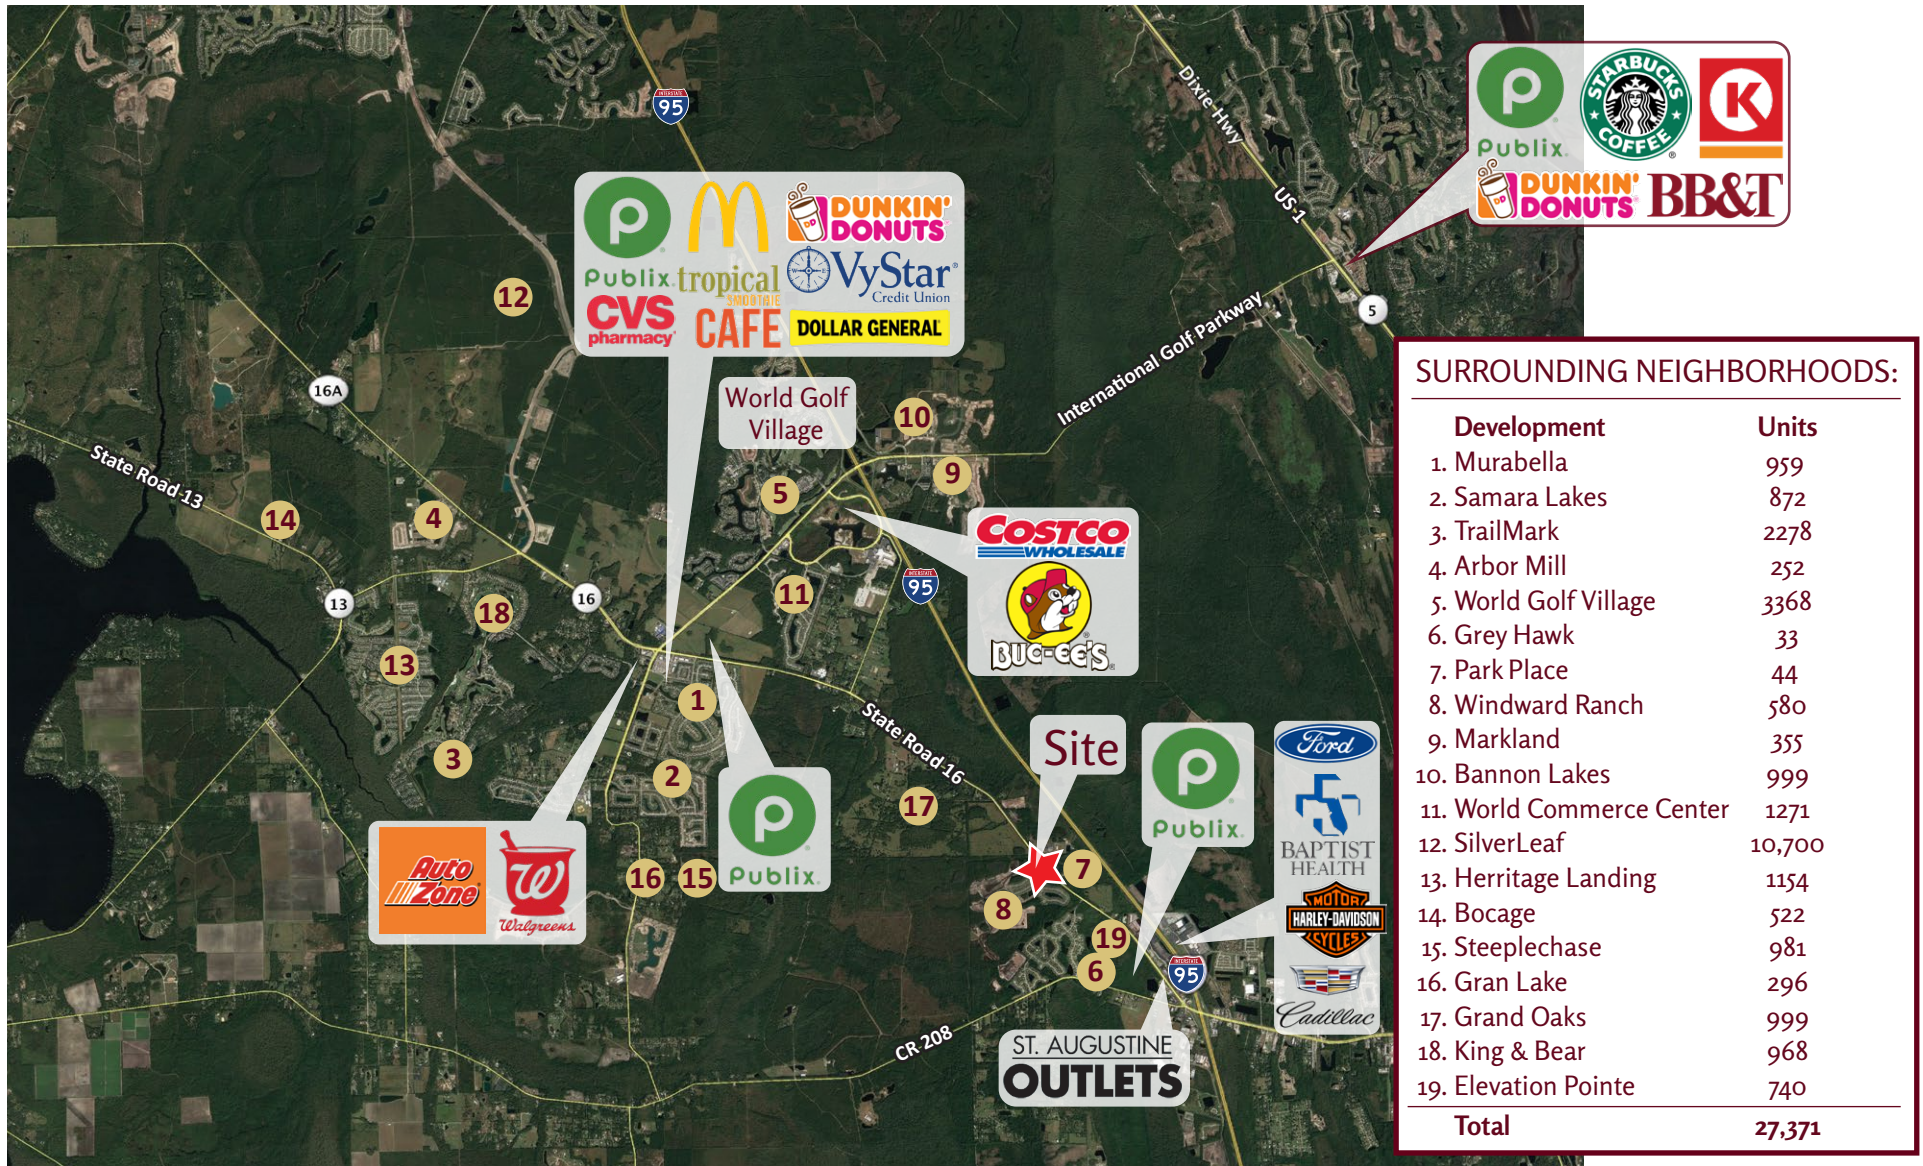 INTERSTATE
95
Dixie Hwy
US-1
Publix
STARBUCKS
COFFEE
K
DUNKIN'
DONUTS
BB&T
5
International Golf Parkway
Publix
M
DUNKIN'
DONUTS
tropical
SMOOTHIE
CAFE
VyStar
Credit Union
CVS
pharmacy
DOLLAR GENERAL
World Golf
Village
12
16A
State Road 13
14
4
13
18
16
13
3
5
10
9
11
COSTCO
WHOLESALE
BUC-EE'S
INTERSTATE
95
1
2
State Road 16
17
16
15
Auto
Zone
W
Walgreens
Publix
Site
Publix
7
8
19
6
INTERSTATE
95
Ford
BAPTIST
HEALTH
MOTOR
HARLEY-DAVIDSON
CYCLES
Cadillac
CR 208
ST. AUGUSTINE
OUTLETS
SURROUNDING NEIGHBORHOODS:
Development Units
1. Murabella 959
2. Samara Lakes 872
3. TrailMark 2278
4. Arbor Mill 252
5. World Golf Village 3368
6. Grey Hawk 33
7. Park Place 44
8. Windward Ranch 580
9. Markland 355
10. Bannon Lakes 999
11. World Commerce Center 1271
12. SilverLeaf 10,700
13. Herritage Landing 1154
14. Bocage 522
15. Steeplechase 981
16. Gran Lake 296
17. Grand Oaks 999
18. King & Bear 968
19. Elevation Pointe 740
Total 27,371